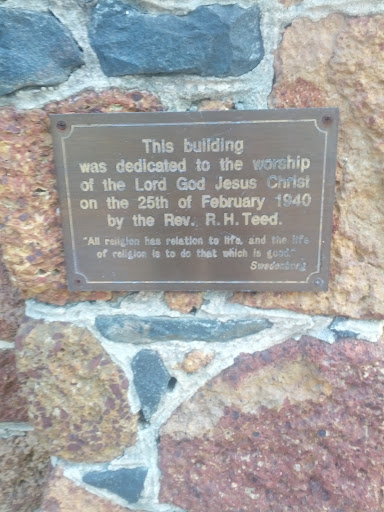 This building
was dedicated to the worship
of the Lord God Jesus Christ
on the 25th of February 1940
by the Rev. R.H. Teed.
"All religion has relation to life, and the life
of religion is to do that which is good."
Swedenborg